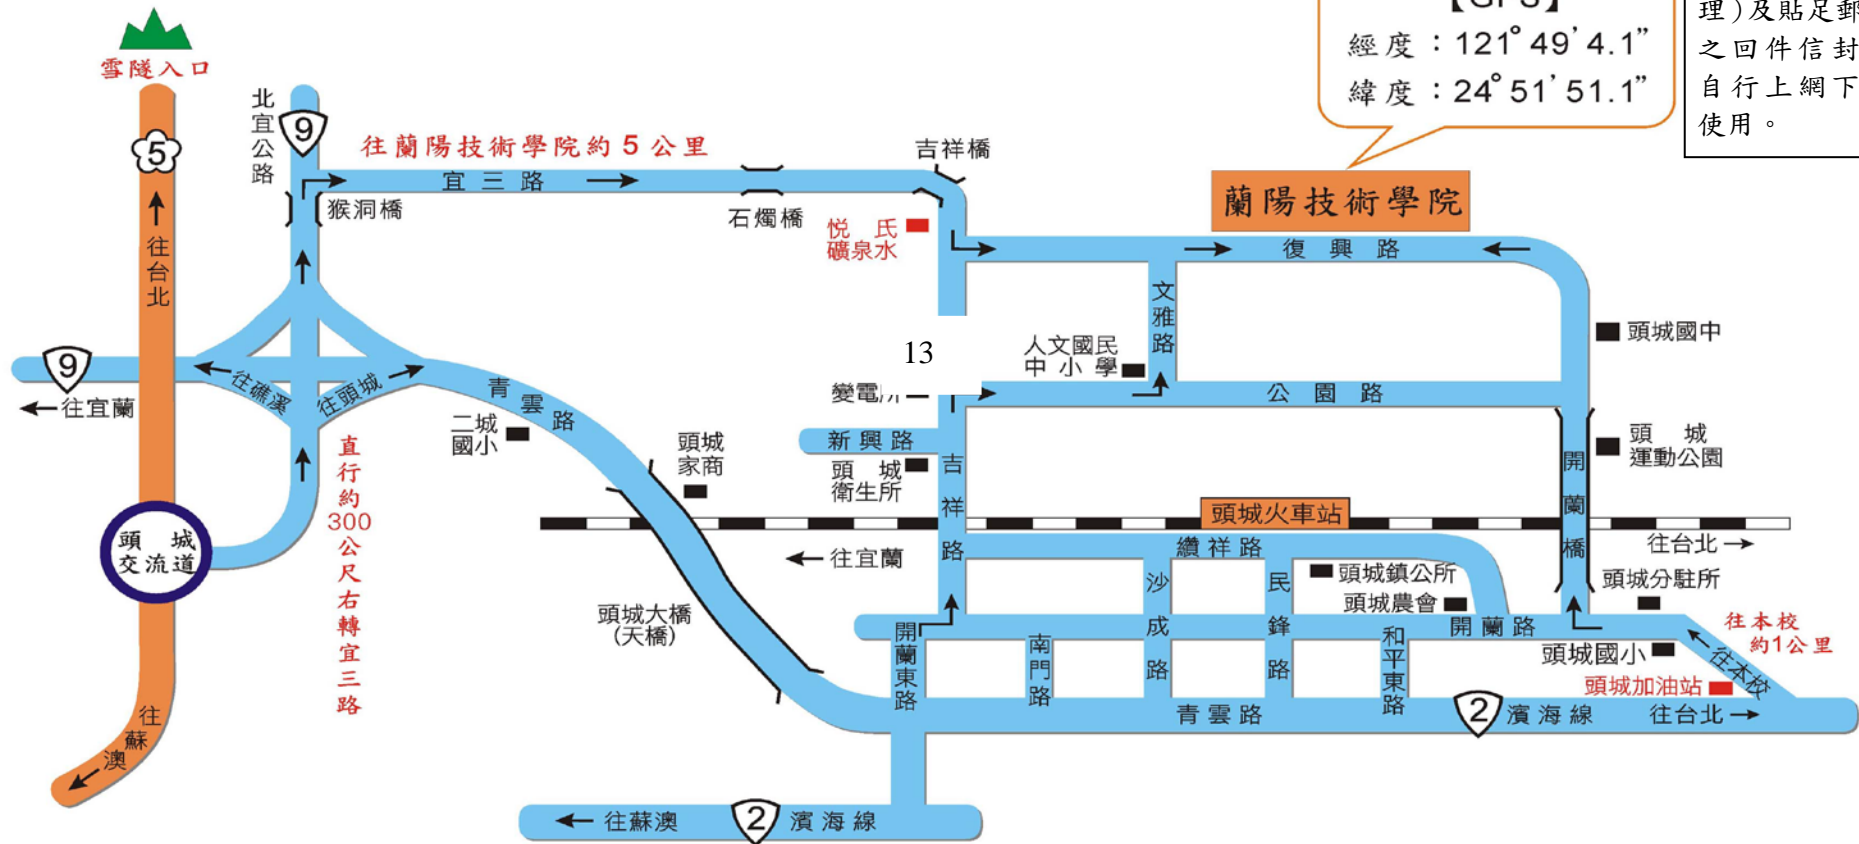 【GPS】
經度：121°49’4.1”
緯度：24°51’51.1”
理)及貼足郵
之回件信封
自行上網下
使用。
雪隧入口
北宜公路
9
5
往蘭陽技術學院約 5 公里
吉祥橋
宜三路
猴洞橋
石燭橋
悅氏
礦泉水
蘭陽技術學院
復興路
往台北
文雅路
頭城國中
13
人文國民
中小學
9
往宜蘭
往礁溪
往頭城
青雲路
變電所
公園路
二城
國小
新興路
頭城
家商
頭城
衛生所
吉祥路
開蘭橋
頭城
運動公園
直行約300公尺右轉宜三路
頭城火車站
頭城
交流道
往宜蘭
纘祥路
往台北
沙成路
民鋒路
頭城鎮公所
頭城分駐所
頭城農會
頭城大橋
(天橋)
開蘭東路
南門路
和平東路
開蘭路
往本校
約1公里
頭城國小
往本校
頭城加油站
青雲路
2
濱海線
往台北
往蘇澳
往蘇澳
2
濱海線